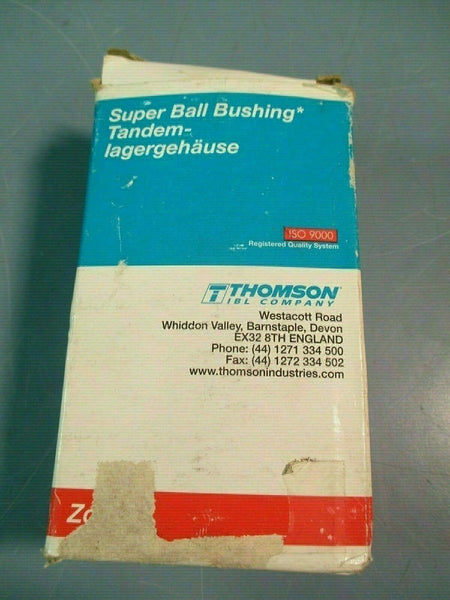 Super Ball Bushing*
Tandem-
lagergehäuse
ISO 9000
Registered Quality System
THOMSON
IBL COMPANY
Westacott Road
Whiddon Valley, Barnstaple, Devon
EX32 8TH ENGLAND
Phone: (44) 1271 334 500
Fax: (44) 1272 334 502
www.thomsonindustries.com